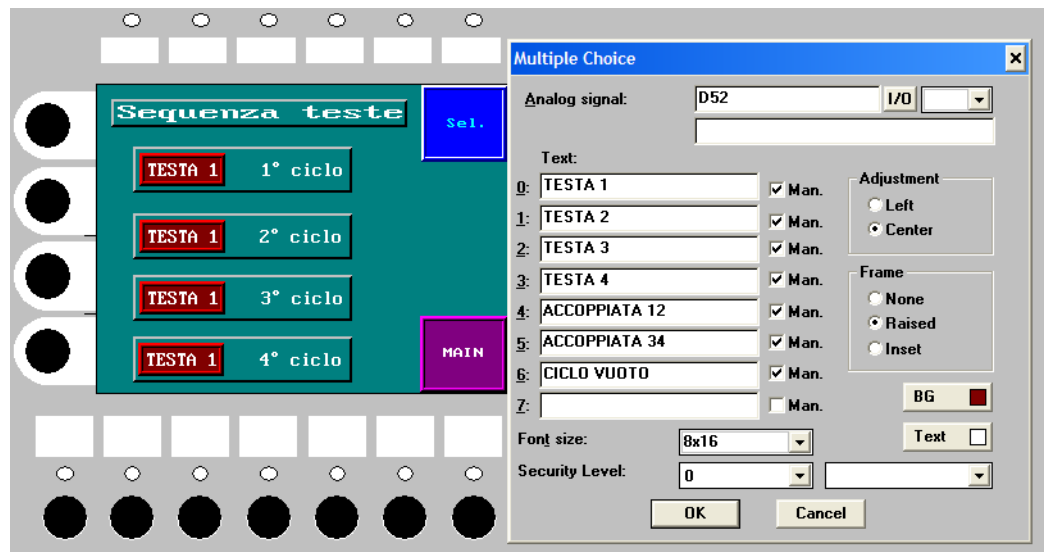 Sequenza teste
Sel.
TESTA 1 1° ciclo
TESTA 1 2° ciclo
TESTA 1 3° ciclo
TESTA 1 4° ciclo
MAIN
Multiple Choice
Analog signal: D52 I/O
Text:
0: TESTA 1 Man.
1: TESTA 2 Man.
2: TESTA 3 Man.
3: TESTA 4 Man.
4: ACCOPPIATA 12 Man.
5: ACCOPPIATA 34 Man.
6: CICLO VUOTO Man.
7: Man.
Adjustment
Left
Center
Frame
None
Raised
Inset
BG
Text
Font size: 8x16
Security Level: 0
OK Cancel